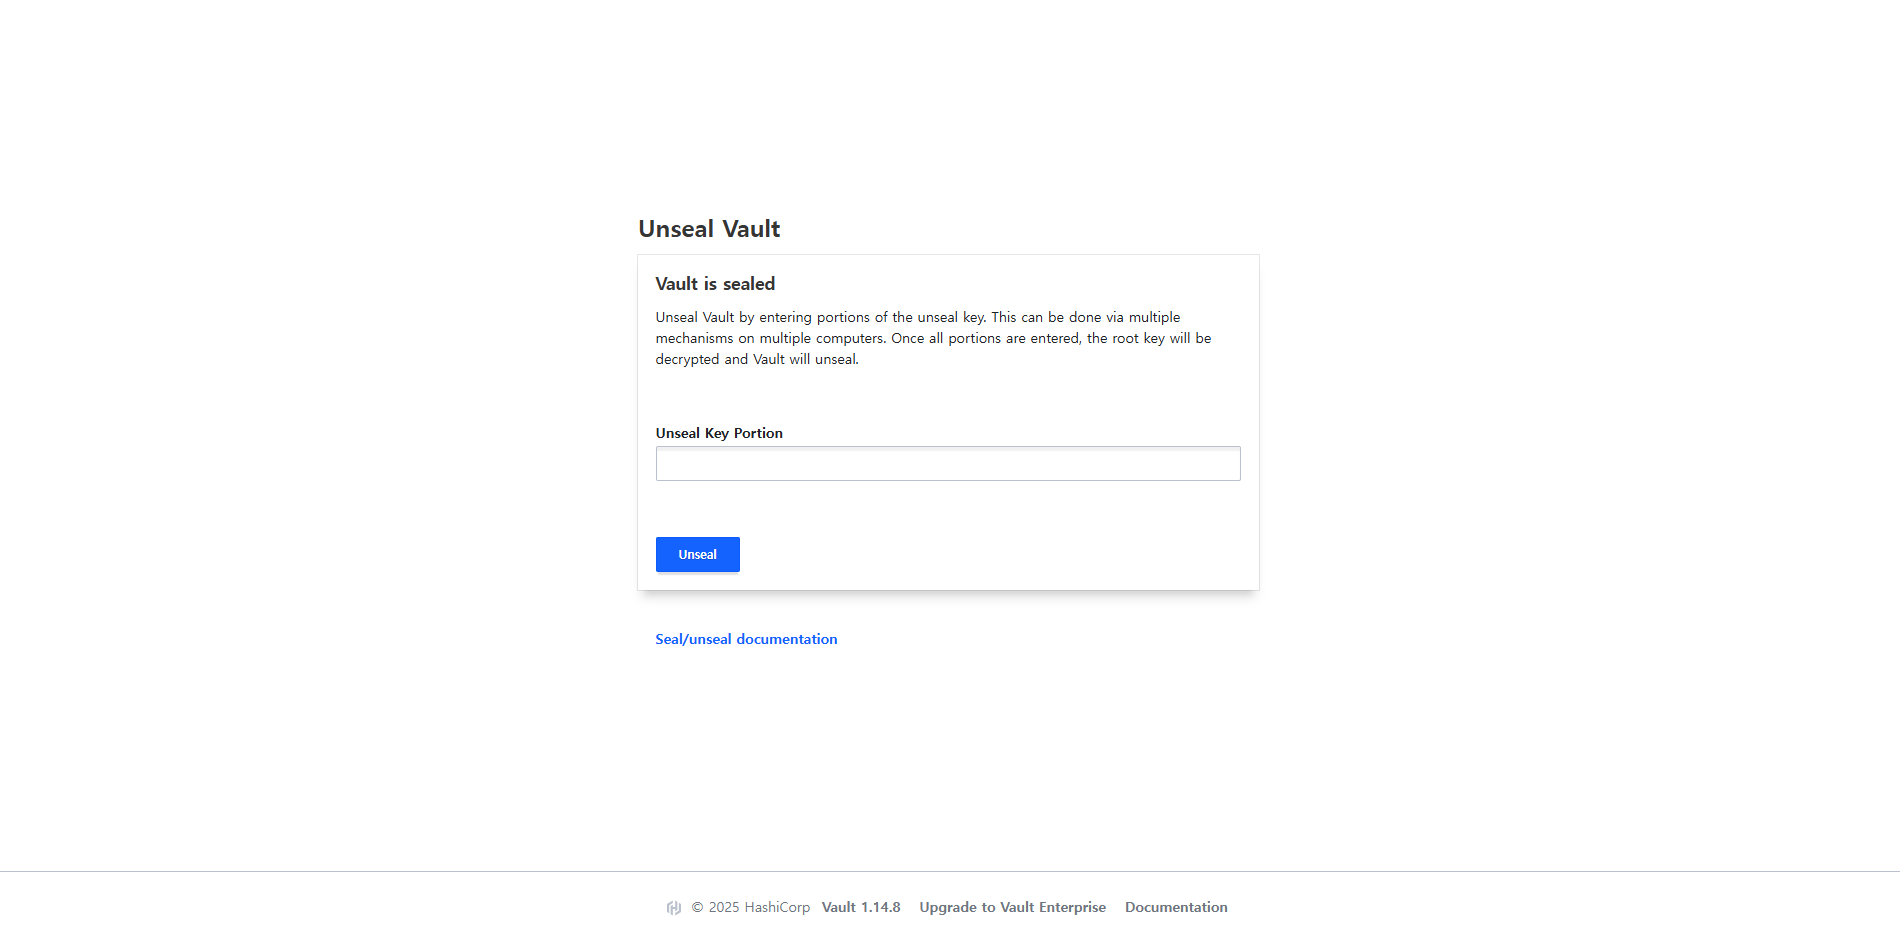 Unseal Vault
Vault is sealed
Unseal Vault by entering portions of the unseal key. This can be done via multiple
mechanisms on multiple computers. Once all portions are entered, the root key will be
decrypted and Vault will unseal.
Unseal Key Portion
Unseal
Seal/unseal documentation
© 2025 HashiCorp Vault 1.14.8 Upgrade to Vault Enterprise Documentation